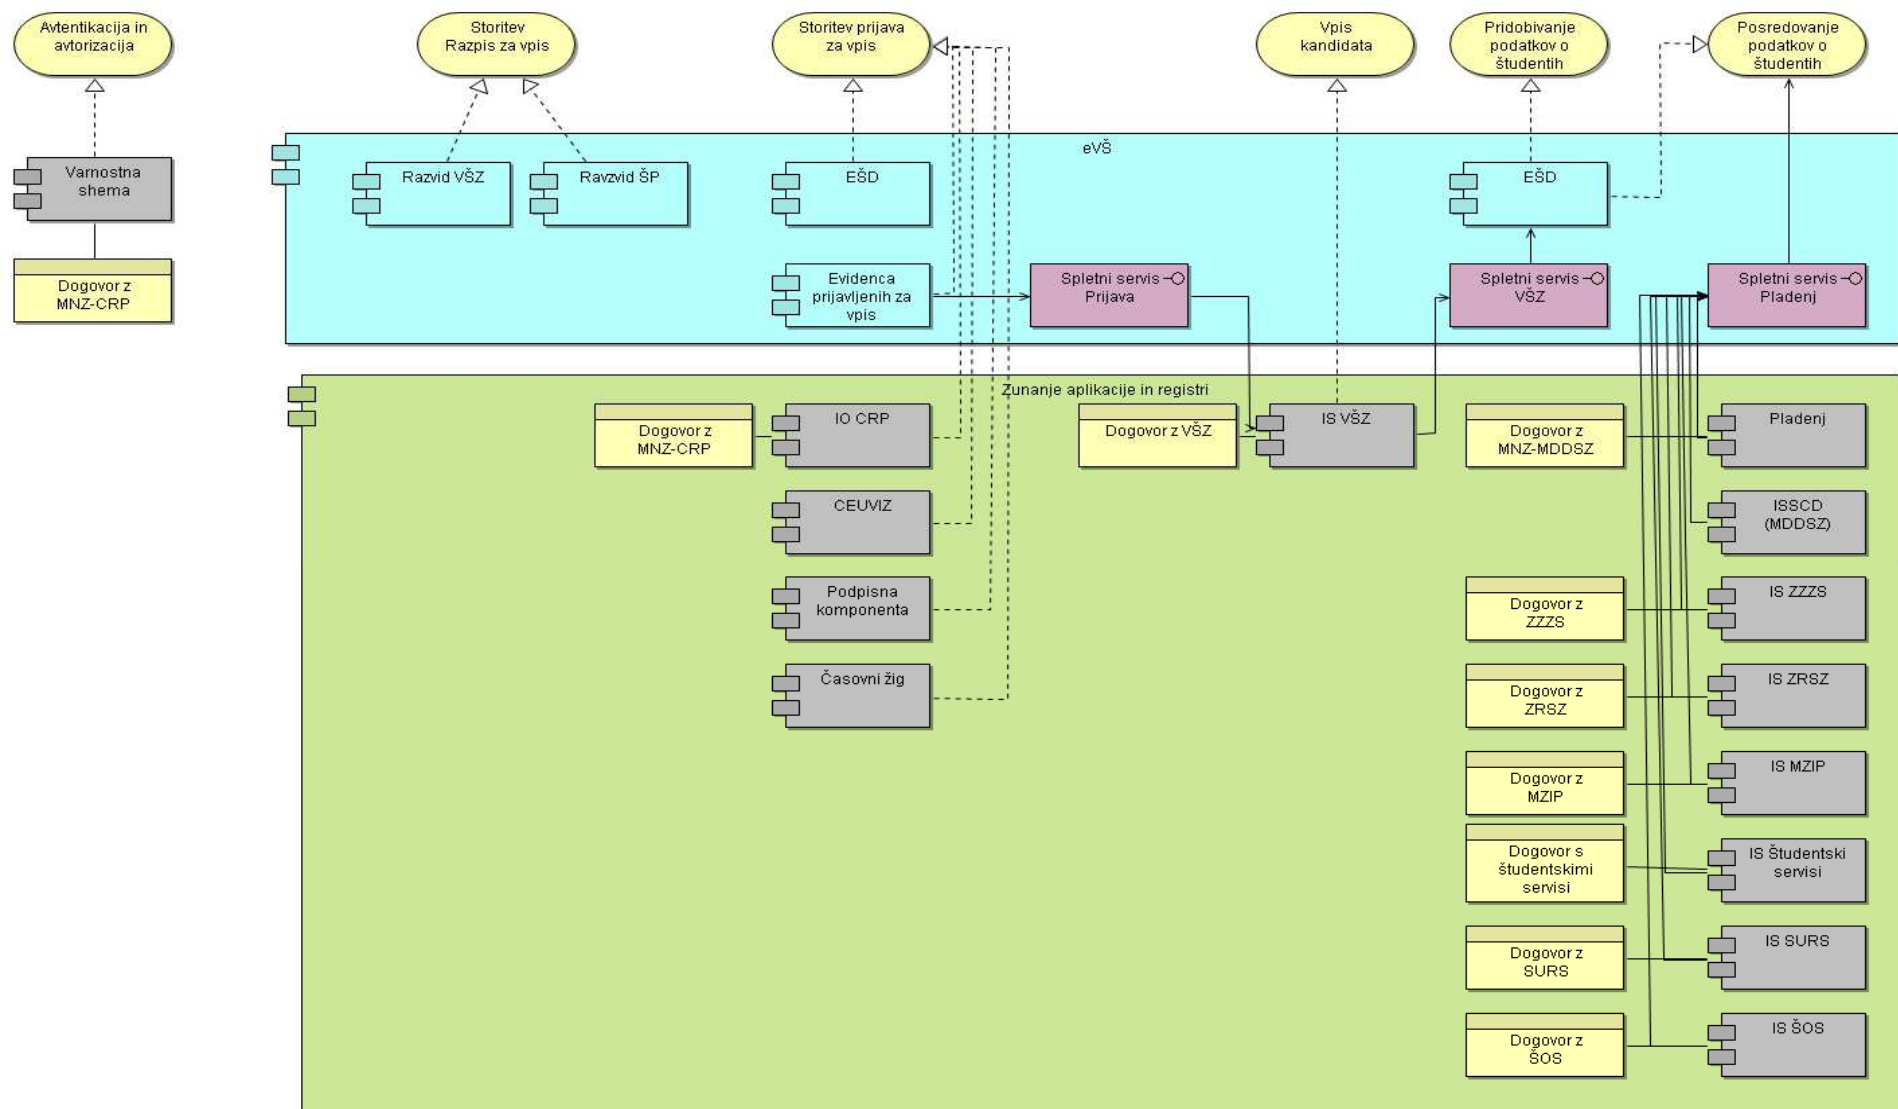 Avtentikacija in
avtorizacija
Storitev
Razpis za vpis
Storitev prijava
za vpis
Vpis
kandidata
Pridobivanje
podatkov o
študentih
Posredovanje
podatkov o
študentih
eVŠ
Varnostna
shema
Razvid VŠZ
Ravzvid ŠP
EŠD
EŠD
Dogovor z
MNZ-CRP
Evidenca
prijavljenih za
vpis
Spletni servis
Prijava
Spletni servis
VŠZ
Spletni servis
Pladenj
Zunanje aplikacije in registri
Dogovor z
MNZ-CRP
IO CRP
Dogovor z VŠZ
IS VŠZ
Dogovor z
MNZ-MDDSZ
Pladenj
CEUVIZ
ISSCD
(MDDSZ)
Podpisna
komponenta
Dogovor z
ZZZS
IS ZZZS
Časovni žig
Dogovor z
ZRSZ
IS ZRSZ
Dogovor z
MZIP
IS MZIP
Dogovor s
študentskimi
servisi
IS Študentski
servisi
Dogovor z
SURS
IS SURS
Dogovor z
ŠOS
IS ŠOS